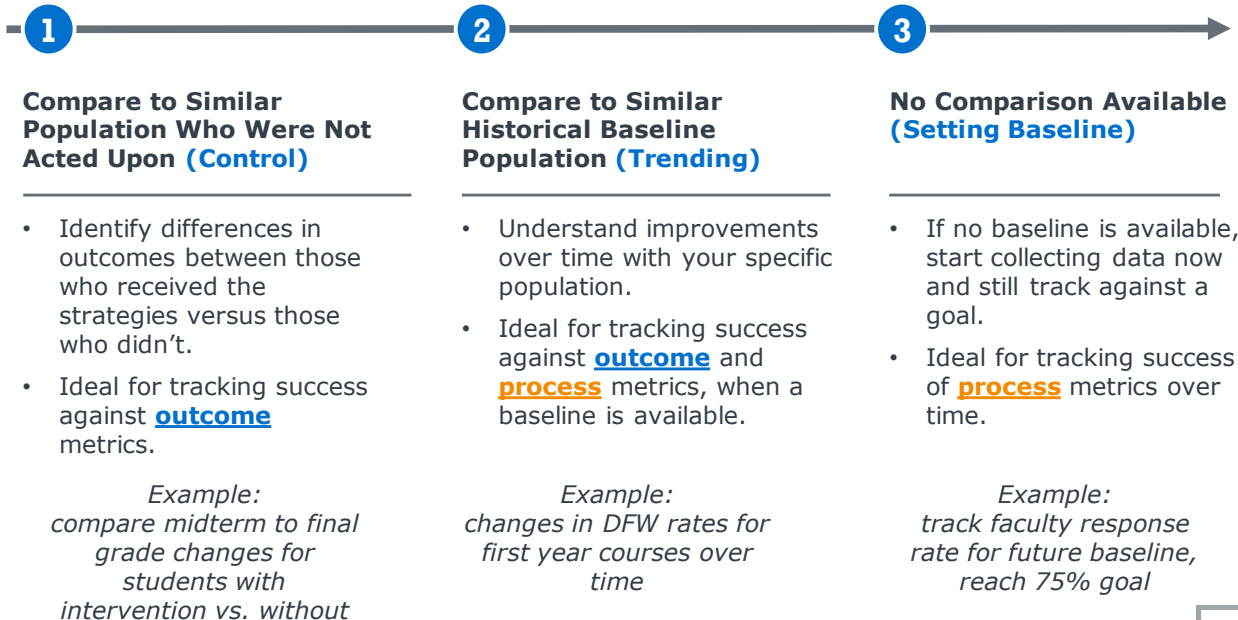 1
2
3
Compare to Similar
Population Who Were Not
Acted Upon (Control)
• Identify differences in
outcomes between those
who received the
strategies versus those
who didn’t.
• Ideal for tracking success
against outcome
metrics.
Example:
compare midterm to final
grade changes for
students with
intervention vs. without
Compare to Similar
Historical Baseline
Population (Trending)
• Understand improvements
over time with your specific
population.
• Ideal for tracking success
against outcome and
process metrics, when a
baseline is available.
Example:
changes in DFW rates for
first year courses over
time
No Comparison Available
(Setting Baseline)
• If no baseline is available,
start collecting data now
and still track against a
goal.
• Ideal for tracking success
of process metrics over
time.
Example:
track faculty response
rate for future baseline,
reach 75% goal